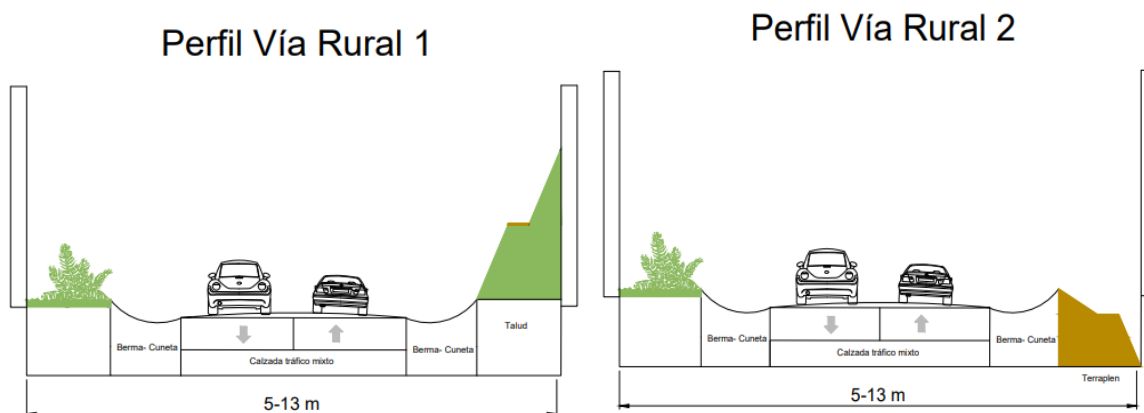 Perfil Vía Rural 1
Talud
Berma- Cuneta
Berma- Cuneta
Calzada tráfico mixto
5-13 m
Perfil Vía Rural 2
Berma- Cuneta
Berma- Cuneta
Calzada tráfico mixto
Terraplen
5-13 m